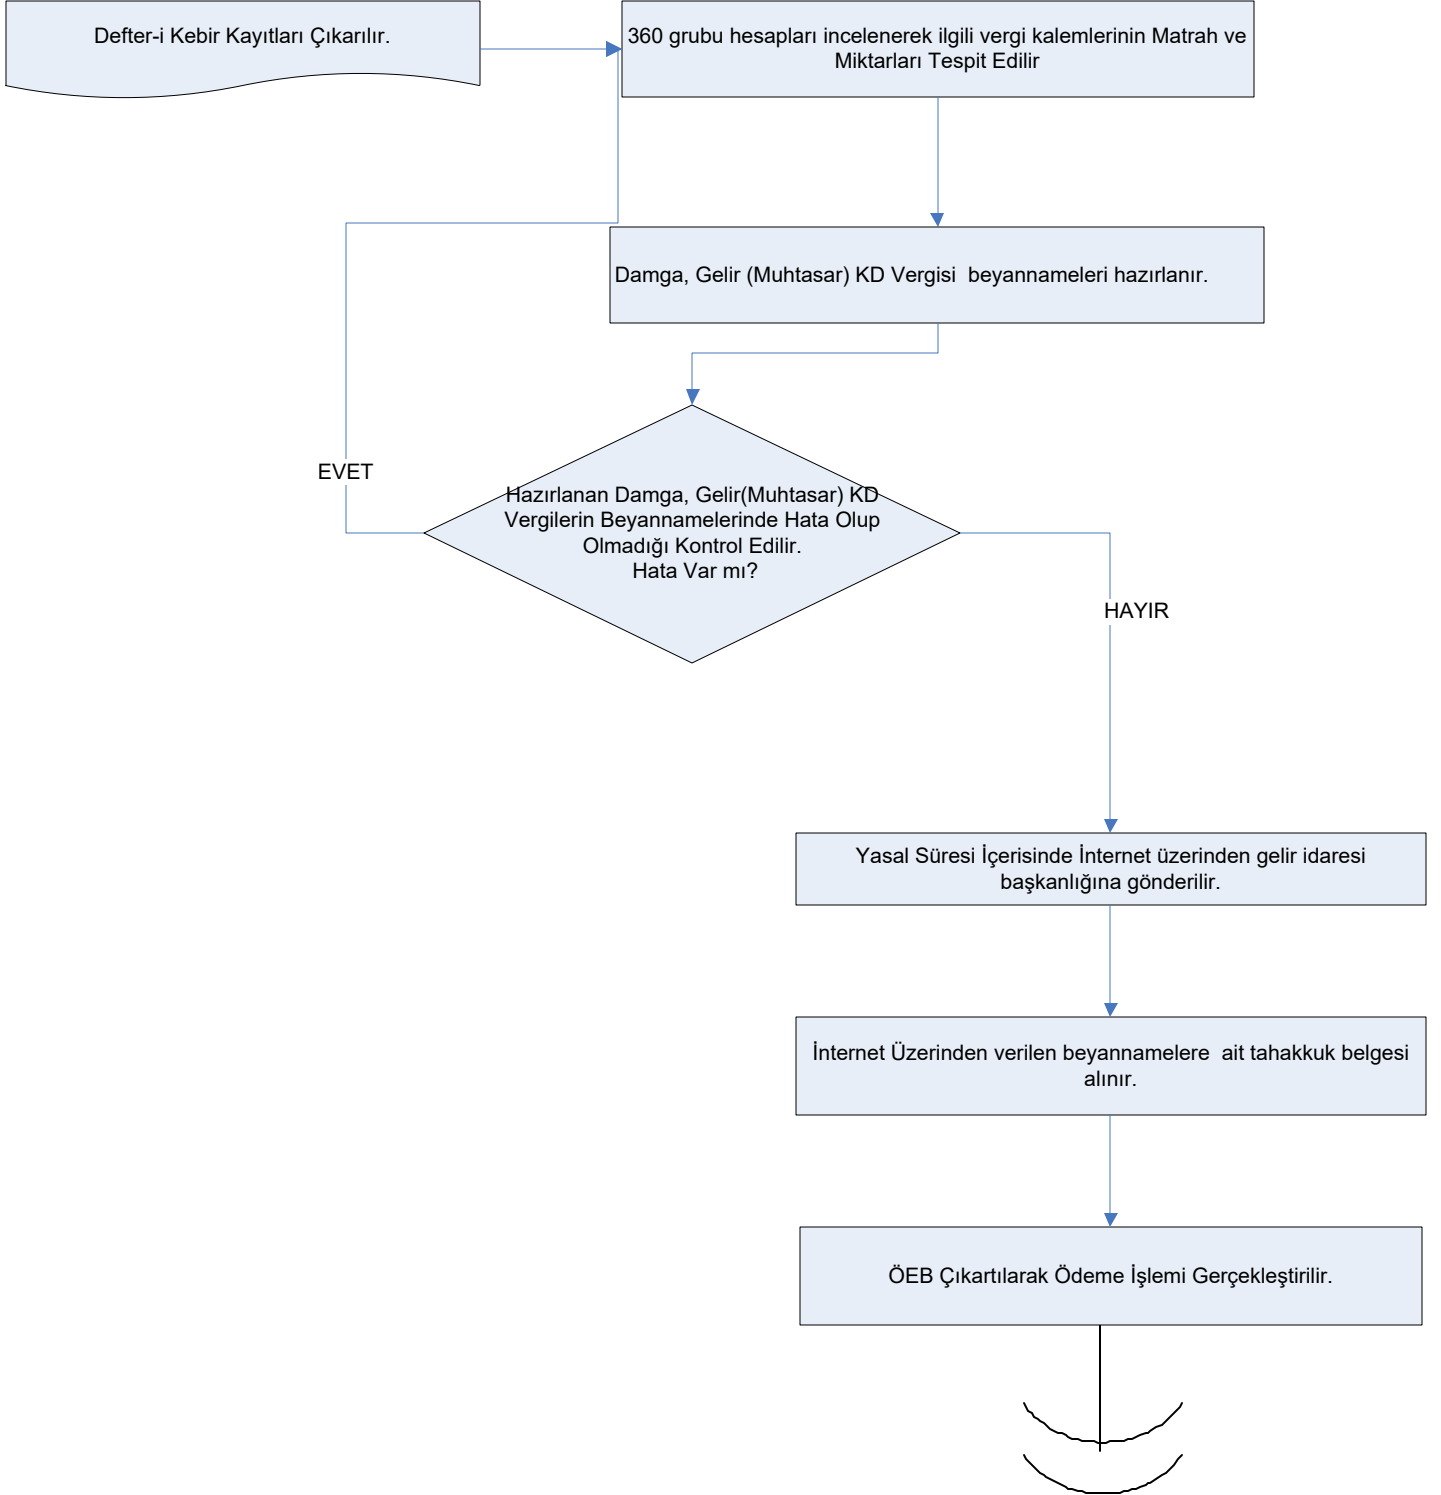 Defter-i Kebir Kayıtları Çıkarılır.
360 grubu hesapları incelenerek ilgili vergi kalemlerinin Matrah ve
Miktarları Tespit Edilir
Damga, Gelir (Muhtasar) KD Vergisi  beyannameleri hazırlanır.
EVET
Hazırlanan Damga, Gelir(Muhtasar) KD
Vergilerin Beyannamelerinde Hata Olup
Olmadığı Kontrol Edilir.
Hata Var mı?
HAYIR
Yasal Süresi İçerisinde İnternet üzerinden gelir idaresi
başkanlığına gönderilir.
İnternet Üzerinden verilen beyannamelere  ait tahakkuk belgesi
alınır.
ÖEB Çıkartılarak Ödeme İşlemi Gerçekleştirilir.